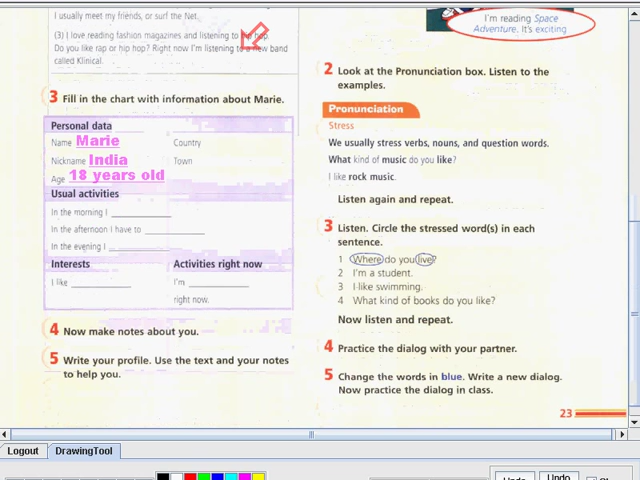 I usually meet my friends, or surf the Net.
(3) I love reading fashion magazines and listening to hip hop.
Do you like rap or hip hop? Right now I'm listening to a new band
called Klinical.
3 Fill in the chart with information about Marie.
Personal data
Name Marie Country
Nickname India Town
Age 18 years old
Usual activities
In the morning I
In the afternoon I have to
In the evening I
Interests Activities right now
I like I'm
right now.
4 Now make notes about you.
5 Write your profile. Use the text and your notes
to help you.
I'm reading Space
Adventure. It's exciting
2 Look at the Pronunciation box. Listen to the
examples.
Pronunciation
Stress
We usually stress verbs, nouns, and question words.
What kind of music do you like?
I like rock music.
Listen again and repeat.
3 Listen. Circle the stressed word(s) in each
sentence.
1 Where do you live?
2 I'm a student.
3 I like swimming.
4 What kind of books do you like?
Now listen and repeat.
4 Practice the dialog with your partner.
5 Change the words in blue. Write a new dialog.
Now practice the dialog in class.
23
Logout DrawingTool
Undo Undo